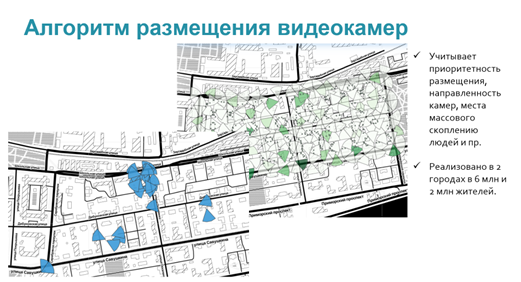 Алгоритм размещения видеокамер
✓ Учитывает
приоритетность
размещения,
направленность
камер, места
массового
скоплению
людей и пр.
✓ Реализовано в 2
городах в 6 млн и
2 млн жителей.
Приморский проспект
Приморский проспект
улица Савушкина
улица Савушкина